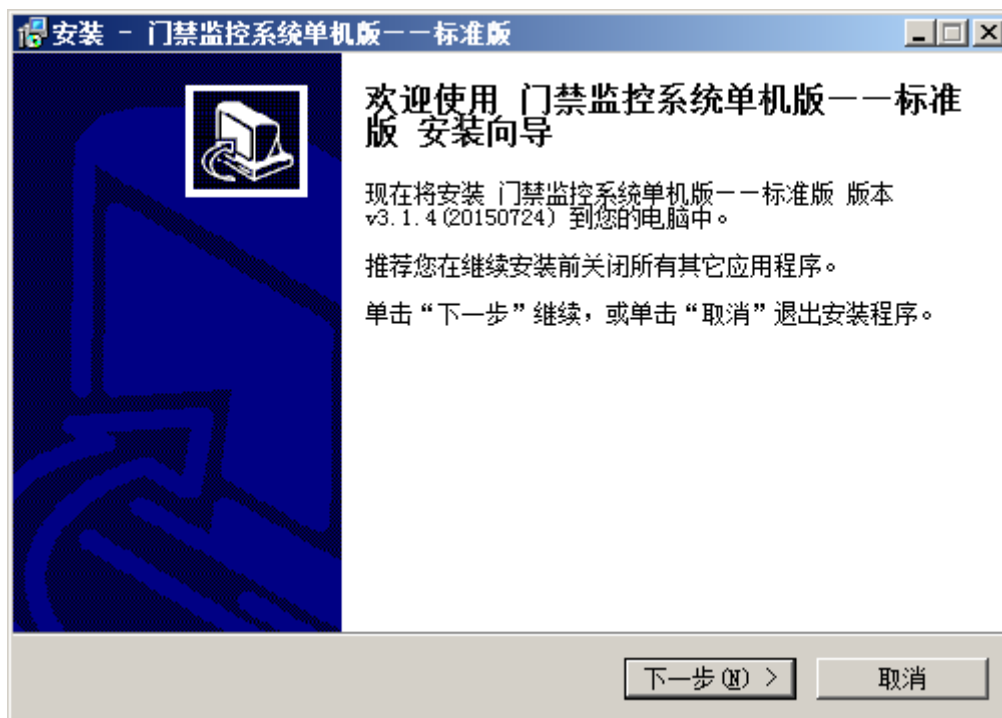 安装 - 门禁监控系统单机版——标准版
欢迎使用 门禁监控系统单机版——标准
版 安装向导
现在将安装 门禁监控系统单机版——标准版 版本
v3.1.4(20150724) 到您的电脑中。
推荐您在继续安装前关闭所有其它应用程序。
单击“下一步”继续，或单击“取消”退出安装程序。
下一步(N) >
取消